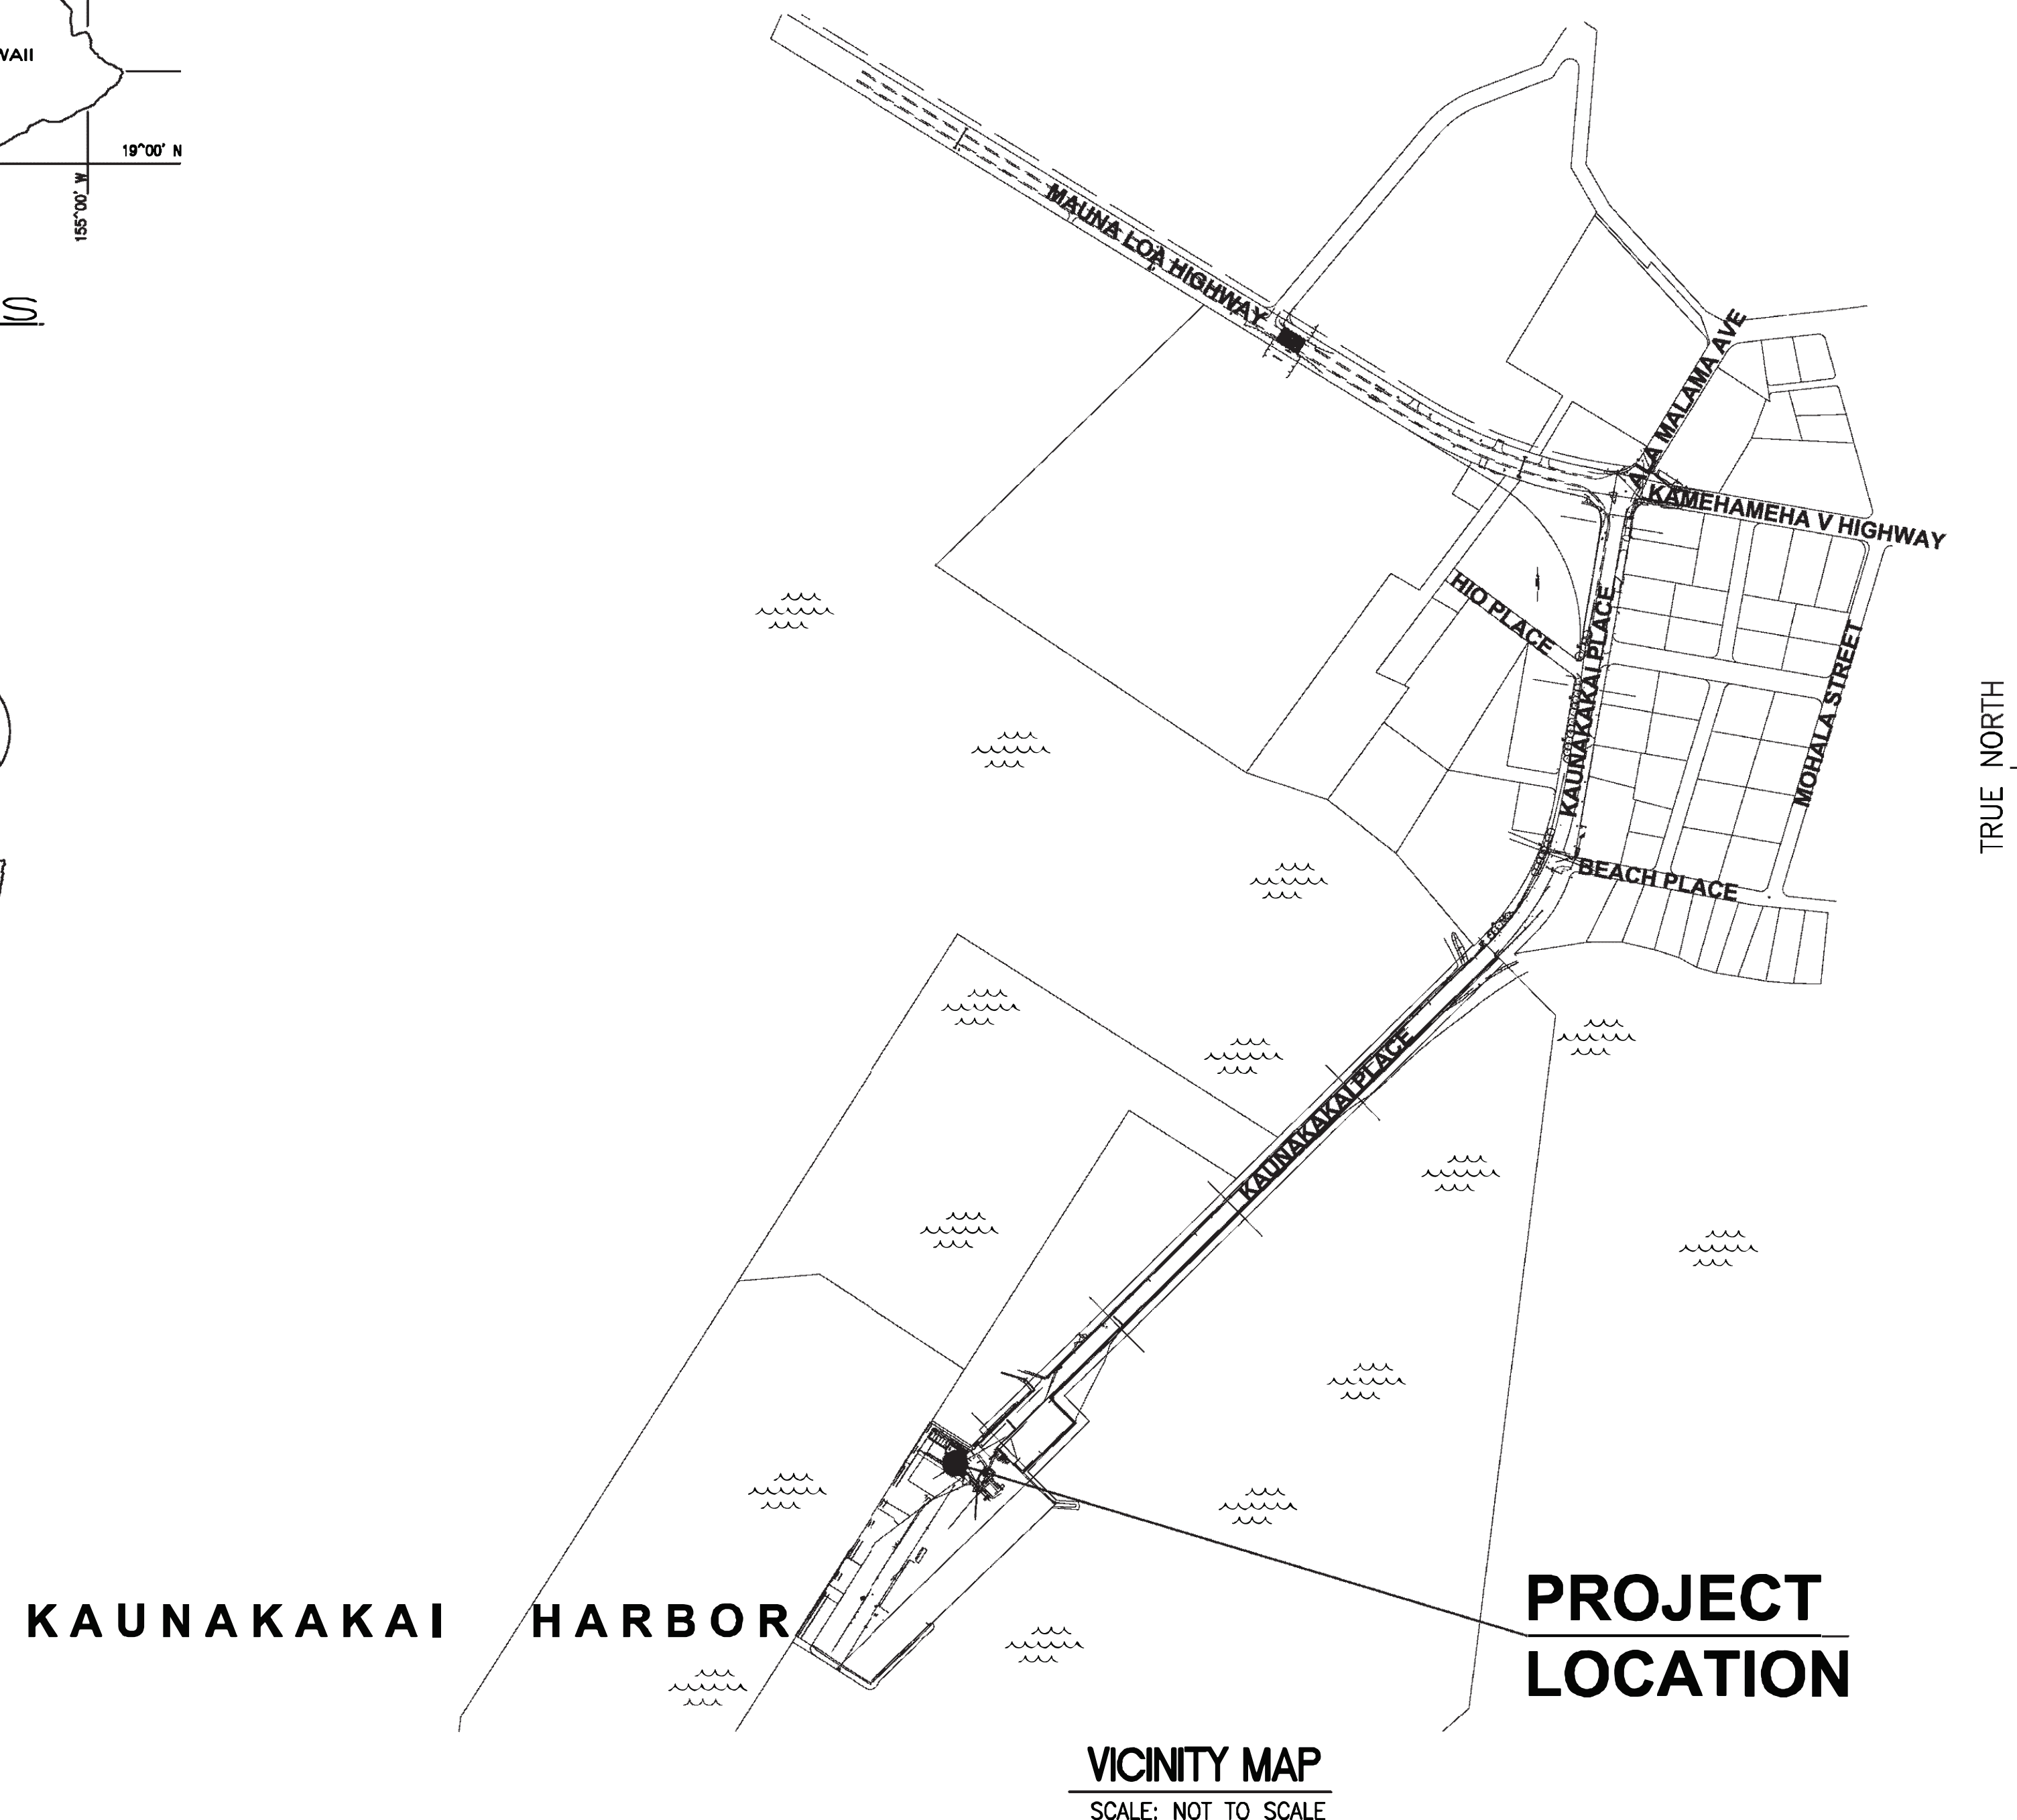 WAII
19^00' N
155^00' W
S
MAUNA LOA HIGHWAY
ALA MALAMA AVE
KAMEHAMEHA V HIGHWAY
HIO PLACE
KAUNAKAKAI PLACE
MOHALA STREET
TRUE NORTH
BEACH PLACE
KAUNAKAKAI PLACE
KAUNAKAKAI HARBOR
PROJECT
LOCATION
VICINITY MAP
SCALE: NOT TO SCALE